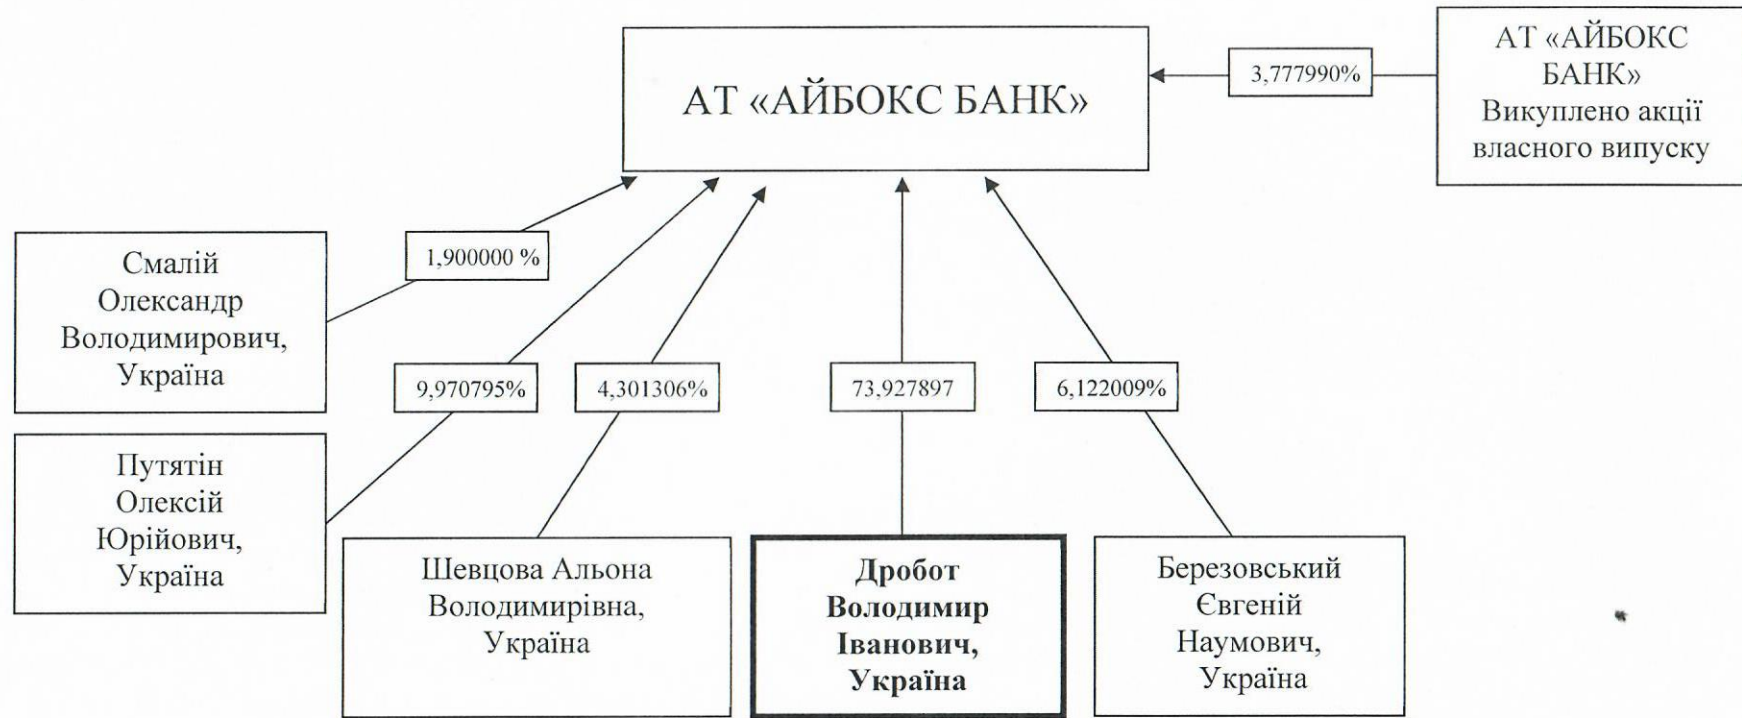 АТ «АЙБОКС БАНК»
3,777990%
АТ «АЙБОКС
БАНК»
Викуплено акції
власного випуску
1,900000 %
Смалій
Олександр
Володимирович,
Україна
9,970795%
4,301306%
73,927897
6,122009%
Путятін
Олексій
Юрійович,
Україна
Шевцова Альона
Володимирівна,
Україна
Дробот
Володимир
Іванович,
Україна
Березовський
Євгеній
Наумович,
Україна